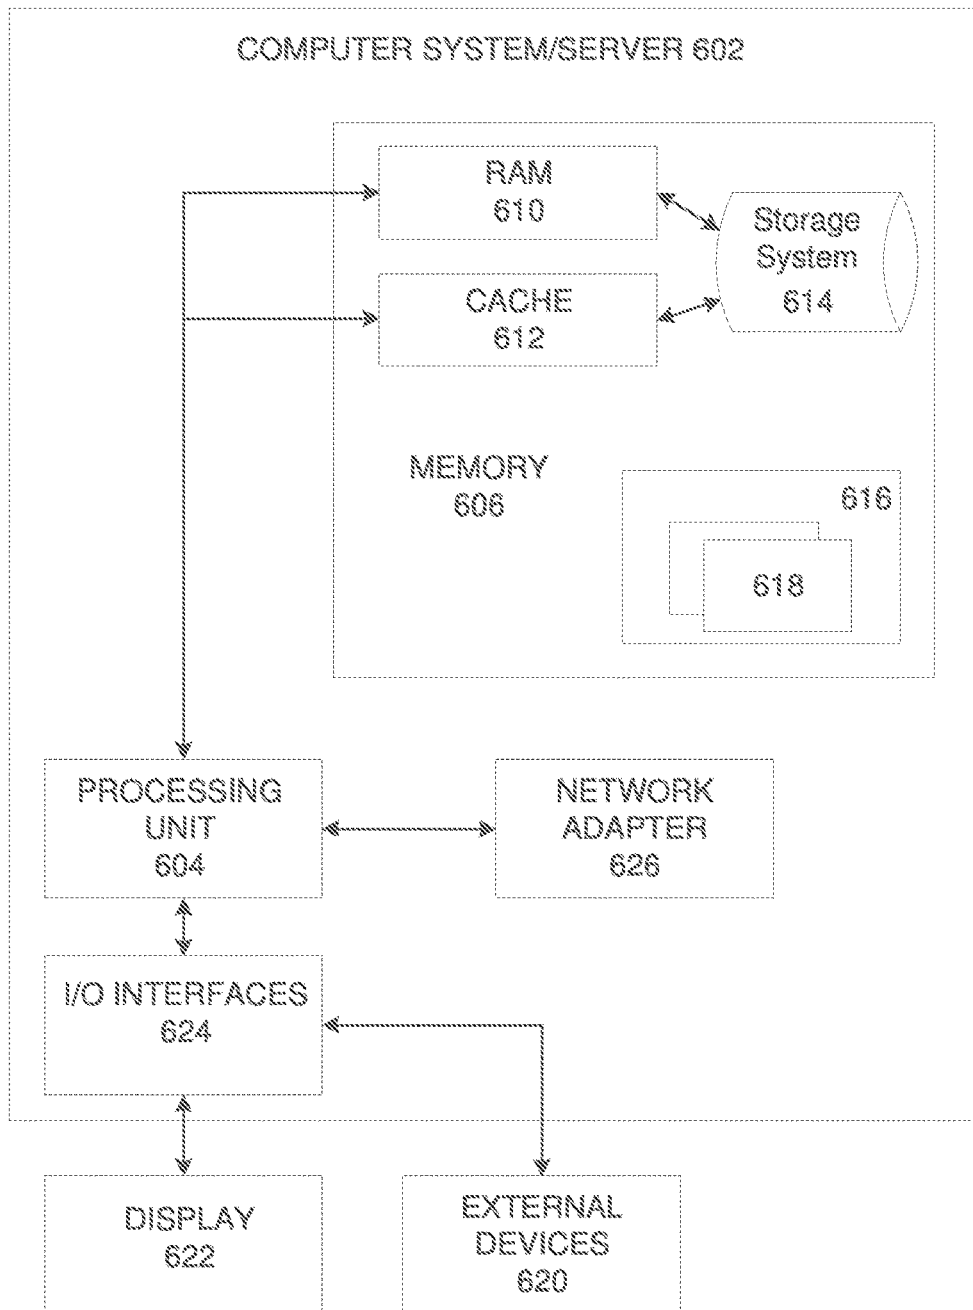 COMPUTER SYSTEM/SERVER 602
RAM
610
Storage
System
614
CACHE
612
MEMORY
606
616
618
PROCESSING
UNIT
604
NETWORK
ADAPTER
626
I/O INTERFACES
624
DISPLAY
622
EXTERNAL
DEVICES
620